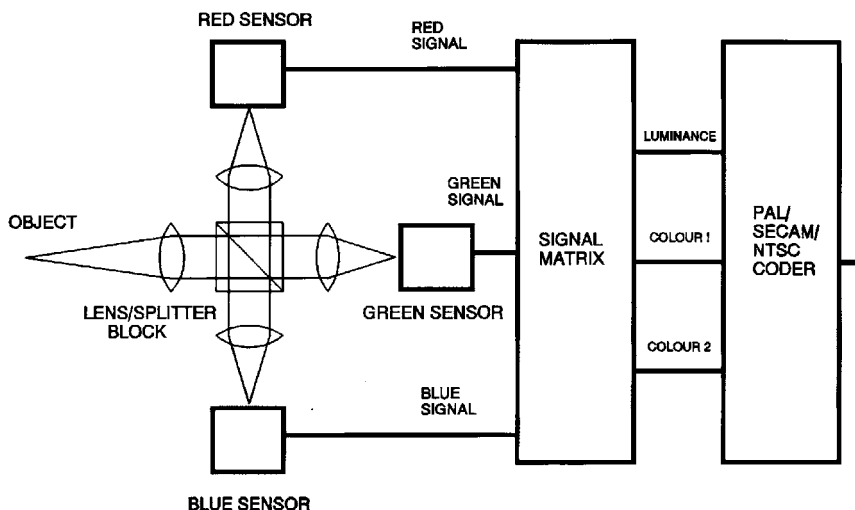 RED SENSOR
RED
SIGNAL
LUMINANCE
GREEN
SIGNAL
OBJECT
SIGNAL
MATRIX
COLOUR 1
PAL/
SECAM/
NTSC
CODER
LENS/SPLITTER
BLOCK
GREEN SENSOR
COLOUR 2
BLUE
SIGNAL
BLUE SENSOR